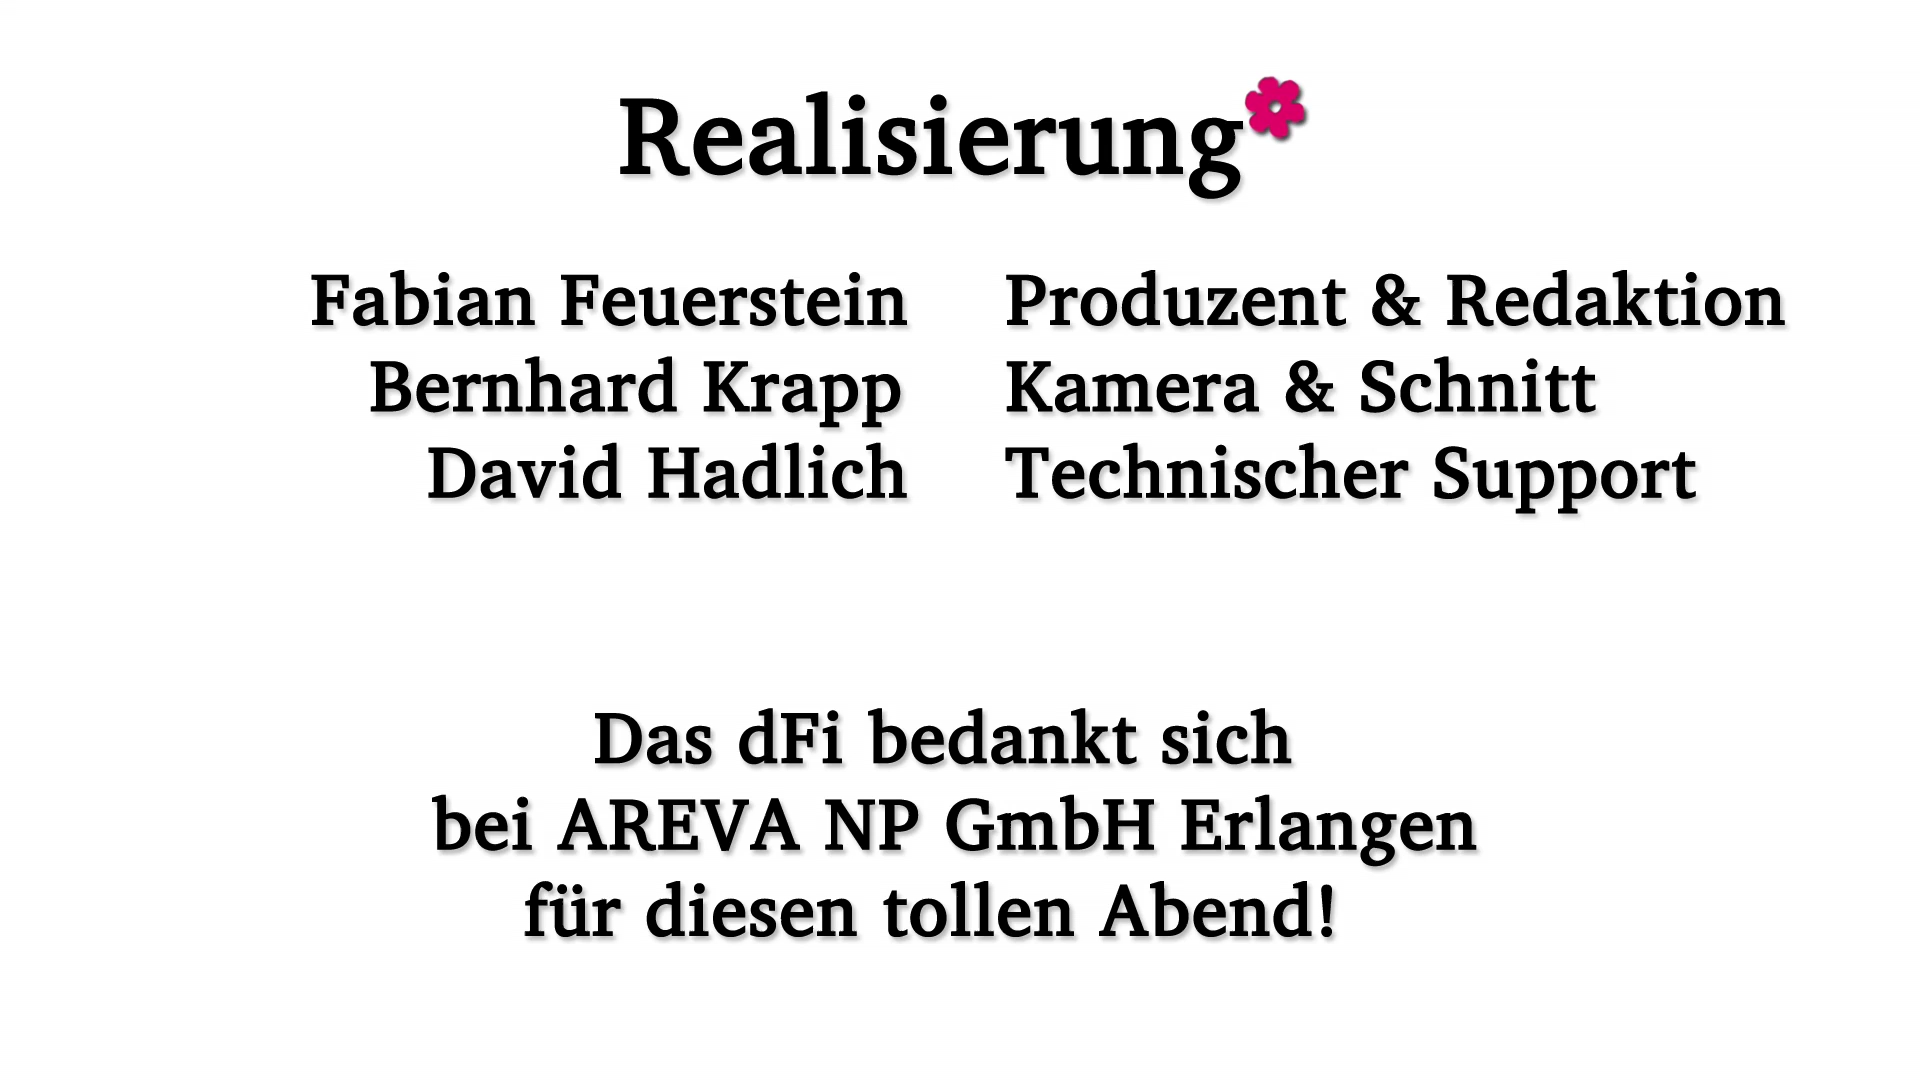 Realisierung
Fabian Feuerstein Produzent & Redaktion
Bernhard Krapp Kamera & Schnitt
David Hadlich Technischer Support
Das dFi bedankt sich
bei AREVA NP GmbH Erlangen
für diesen tollen Abend!